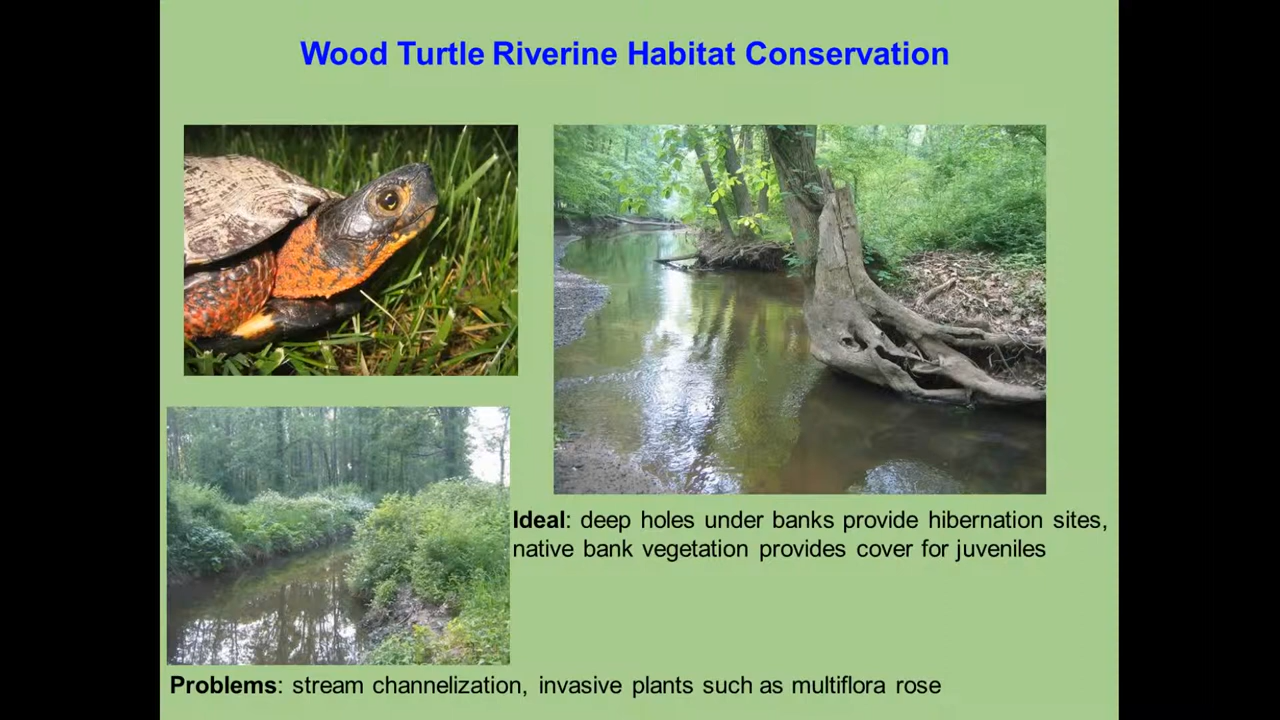 Wood Turtle Riverine Habitat Conservation
Ideal: deep holes under banks provide hibernation sites,
native bank vegetation provides cover for juveniles
Problems: stream channelization, invasive plants such as multiflora rose